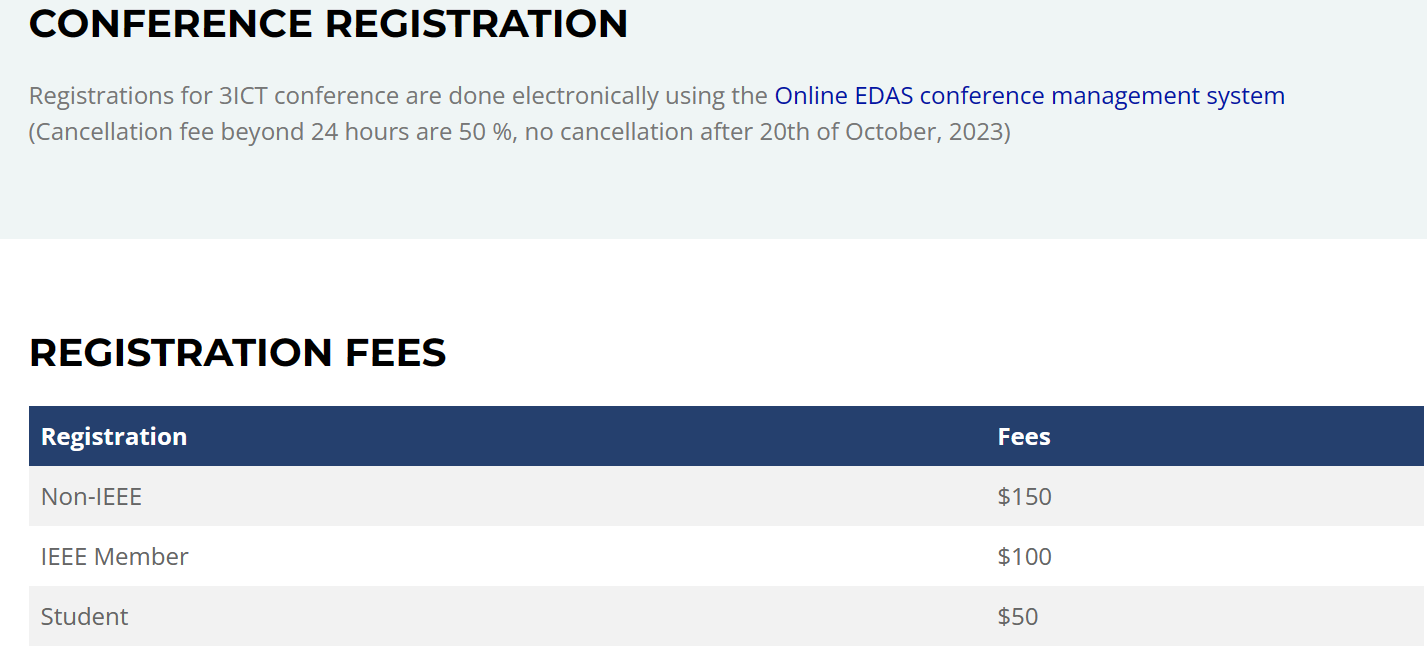 CONFERENCE REGISTRATION
Registrations for 3ICT conference are done electronically using the Online EDAS conference management system
(Cancellation fee beyond 24 hours are 50 %, no cancellation after 20th of October, 2023)
REGISTRATION FEES
Registration Fees
Non-IEEE $150
IEEE Member $100
Student $50